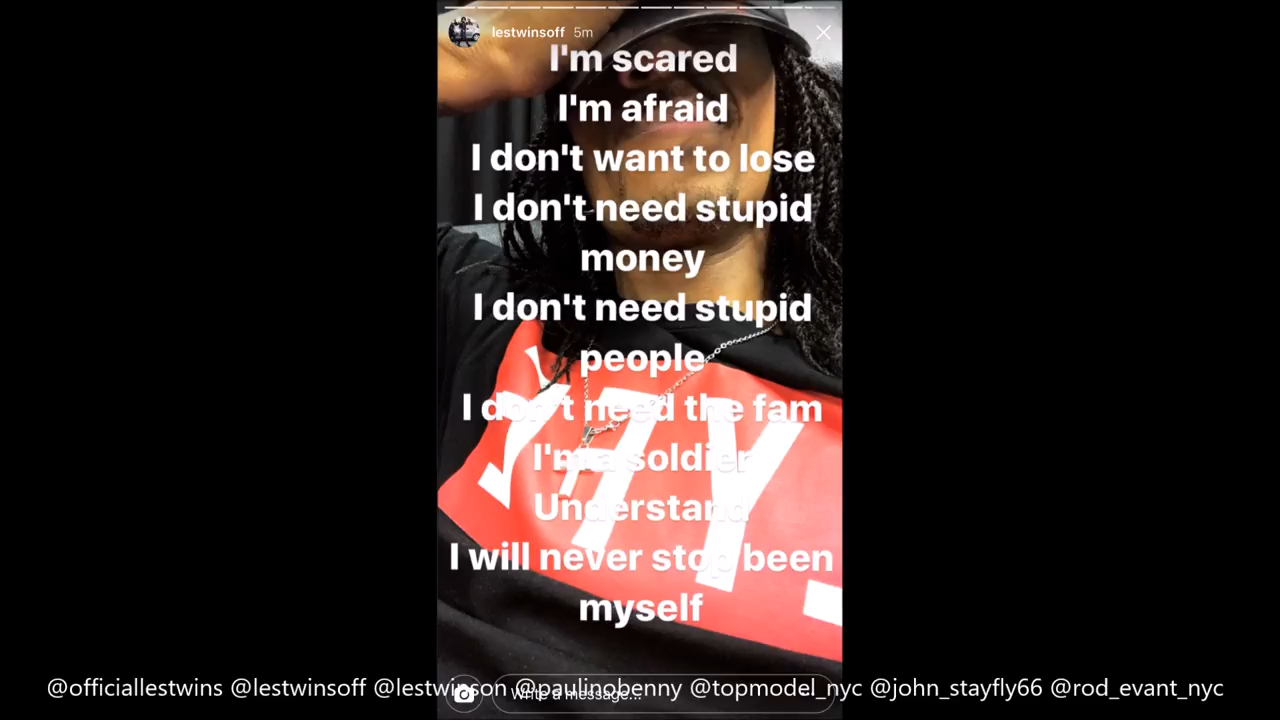 lestwinsoff 5m
I'm scared
I'm afraid
I don't want to lose
I don't need stupid
money
I don't need stupid
people
I don't need the fam
I'm a soldier
Understand
I will never stop been
myself
Write a message...
@officiallestwins @lestwinsoff @lestwinson @paulinobenny @topmodel_nyc @john_stayfly66 @rod_evant_nyc